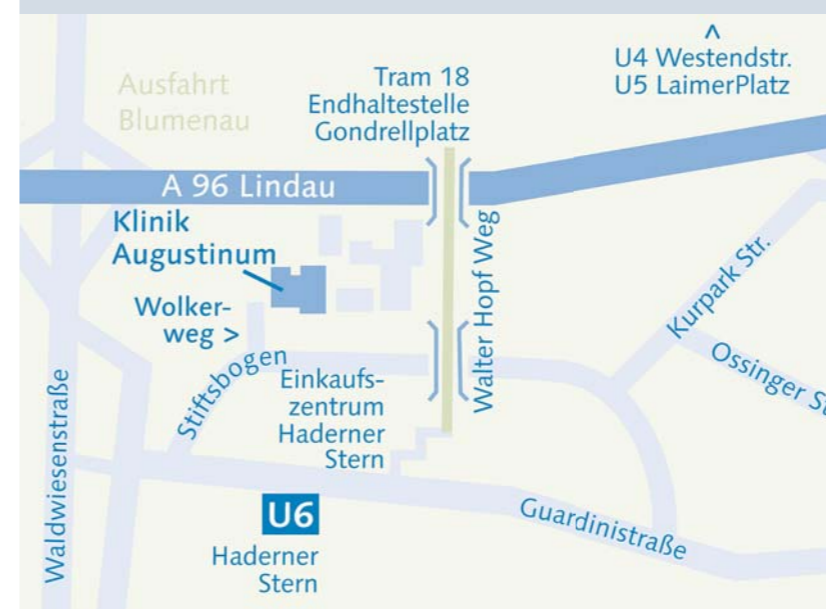 Ausfahrt
Blumenau
Tram 18
Endhaltestelle
Gondrellplatz
U4 Westendstr.
U5 LaimerPlatz
A 96 Lindau
Klinik
Augustinum
Wolker-
weg >
Stiftsbogen
Einkaufs-
zentrum
Haderner
Stern
Walter Hopf Weg
Kurpark Str.
Ossinger St
Waldwiesenstraße
U6
Haderner
Stern
Guardinistraße